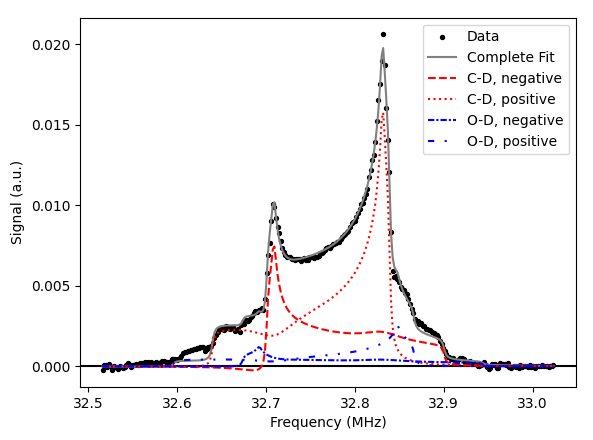 0.020
0.015
0.010
0.005
0.000
Signal (a.u.)
Data
Complete Fit
C-D, negative
C-D, positive
O-D, negative
O-D, positive
32.5 32.6 32.7 32.8 32.9 33.0
Frequency (MHz)